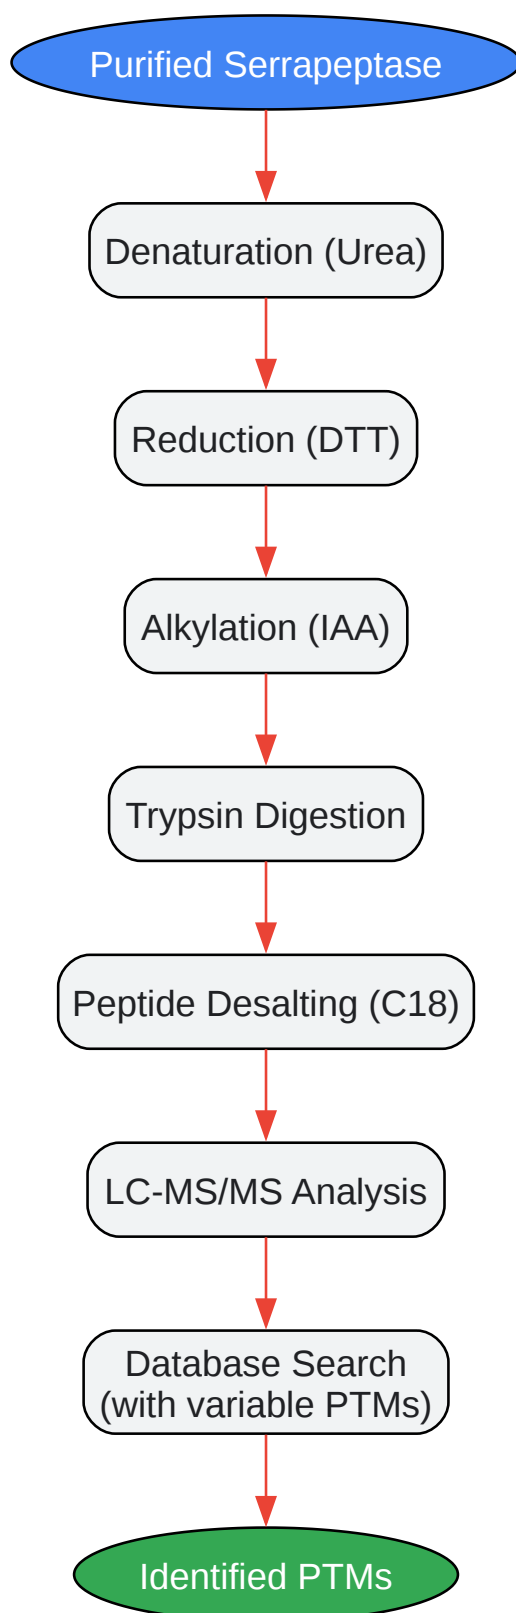 Purified Serrapeptase
Denaturation (Urea)
Reduction (DTT)
Alkylation (IAA)
Trypsin Digestion
Peptide Desalting (C18)
LC-MS/MS Analysis
Database Search
(with variable PTMs)
Identified PTMs